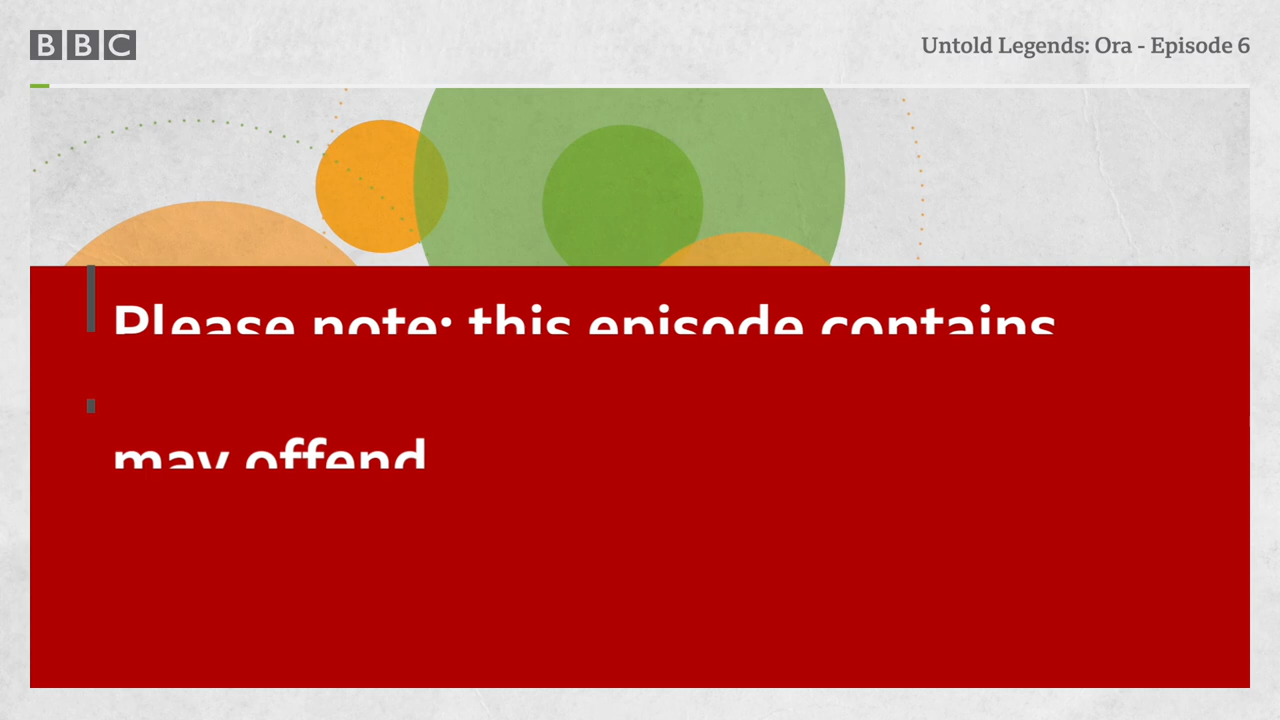 BBC
Untold Legends: Ora - Episode 6
Please note: this episode contains
may offend